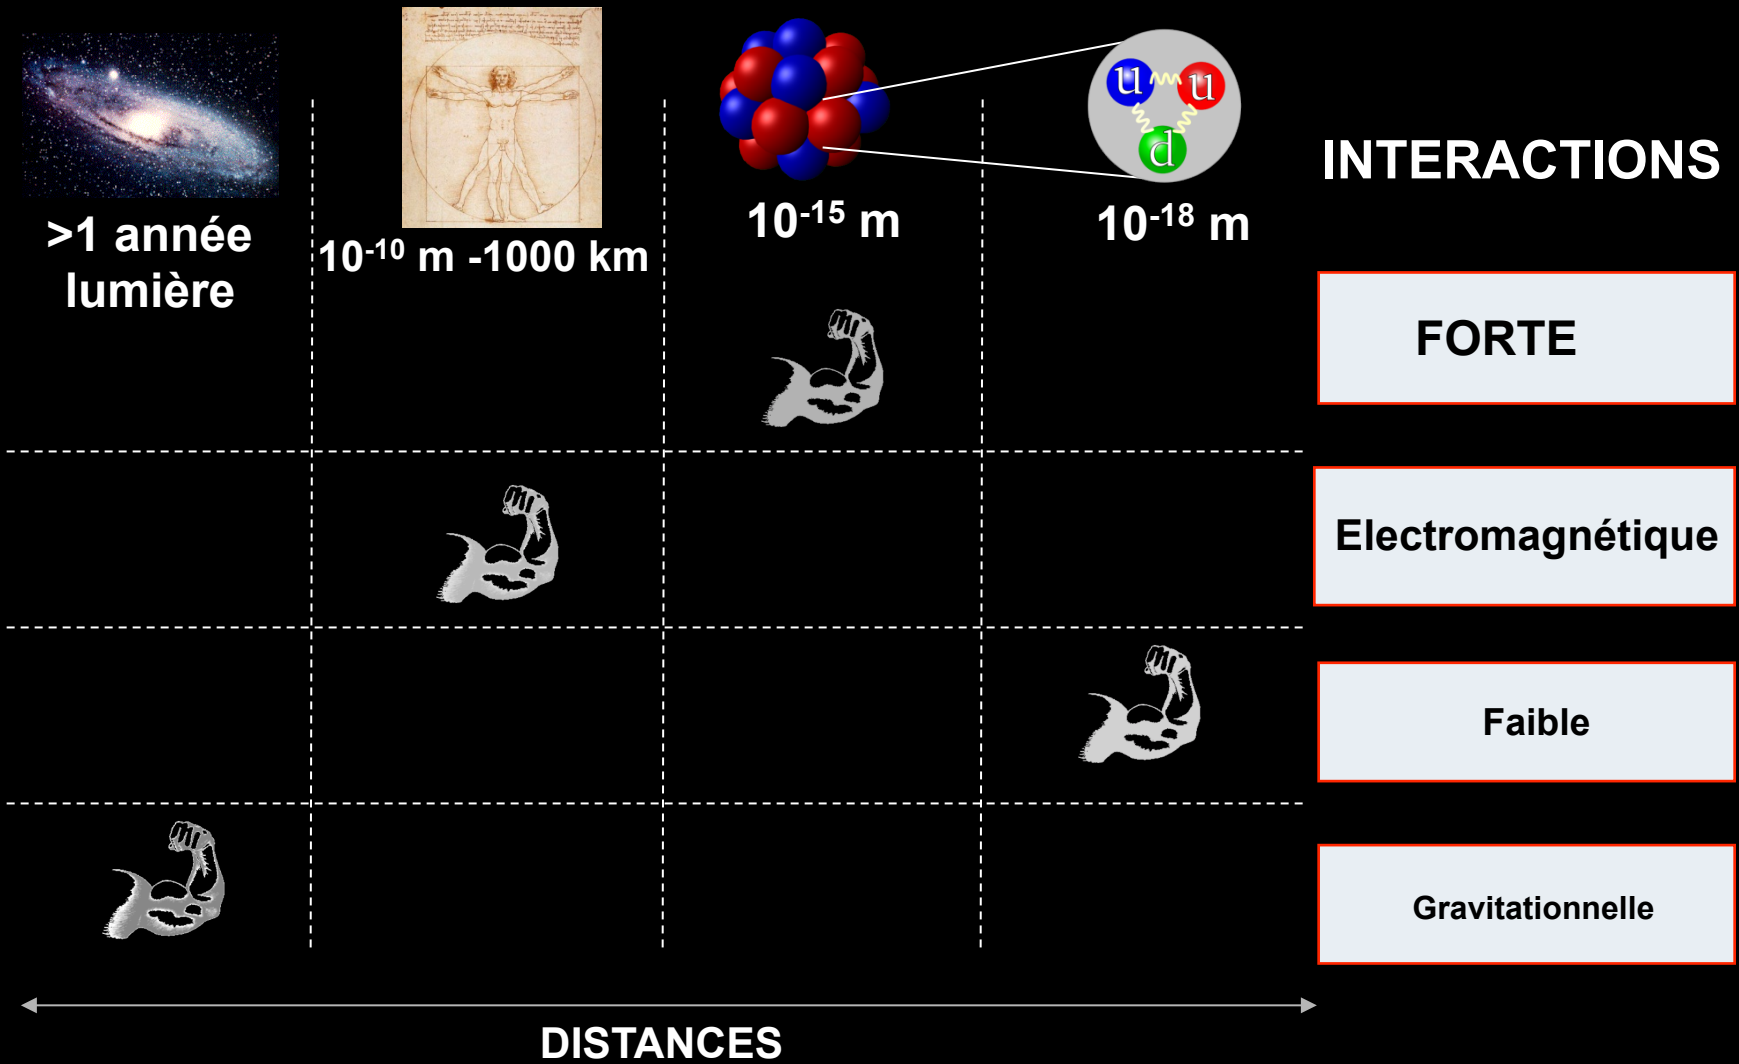 >1 année
lumière
10-10 m -1000 km
10-15 m
u u
d
10-18 m
INTERACTIONS
FORTE
Electromagnétique
Faible
Gravitationnelle
DISTANCES